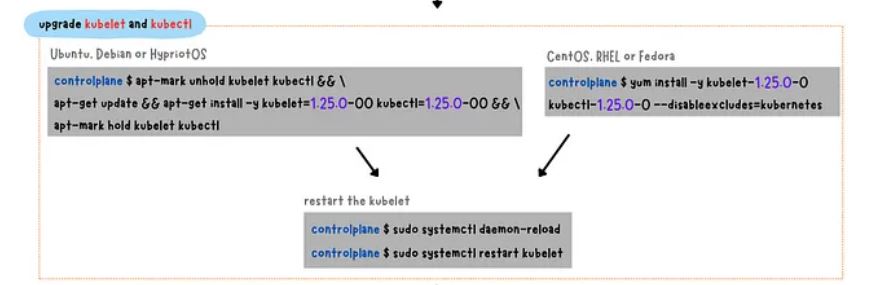 upgrade kubelet and kubectl
Ubuntu, Debian or HypriotOS
controlplane $ apt-mark unhold kubelet kubectl && \
apt-get update && apt-get install -y kubelet=1.25.0-00 kubectl=1.25.0-00 && \
apt-mark hold kubelet kubectl
CentOS, RHEL or Fedora
controlplane $ yum install -y kubelet-1.25.0-0
kubectl-1.25.0-0 --disableexcludes=kubernetes
restart the kubelet
controlplane $ sudo systemctl daemon-reload
controlplane $ sudo systemctl restart kubelet